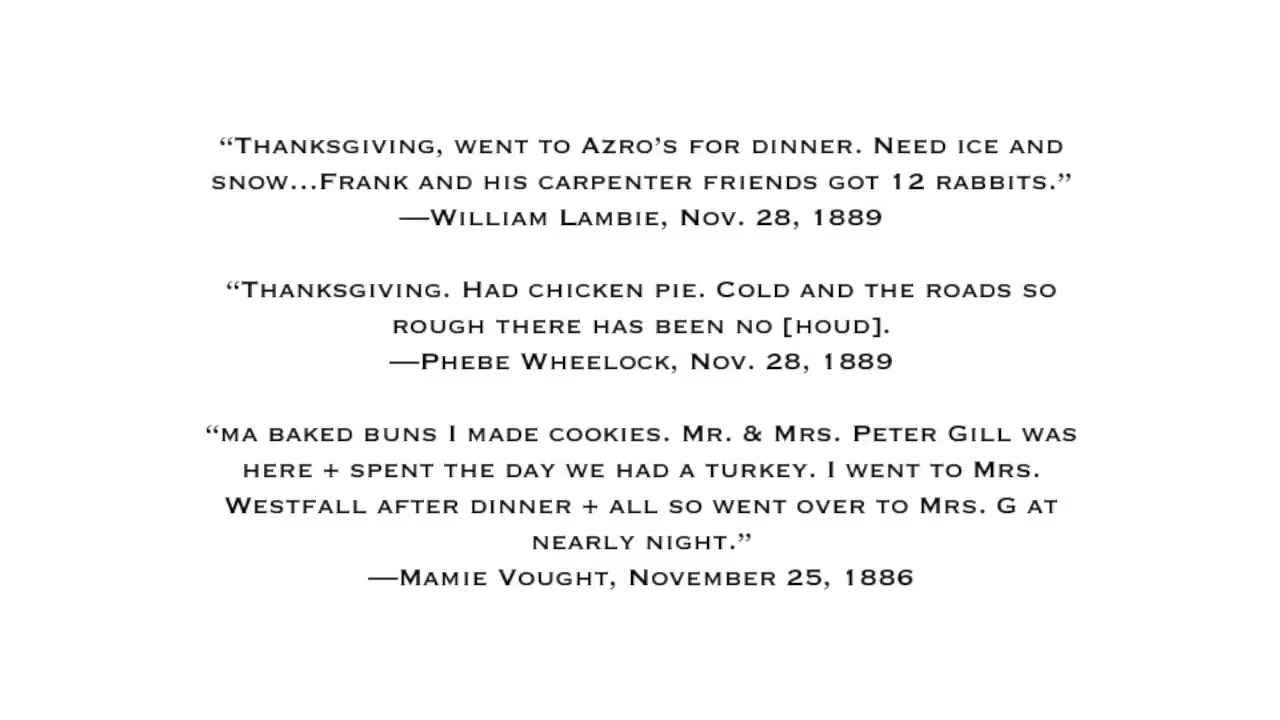 “Thanksgiving, went to Azro’s for dinner. Need ice and
snow...Frank and his carpenter friends got 12 rabbits.”
—William Lambie, Nov. 28, 1889
“Thanksgiving. Had chicken pie. Cold and the roads so
rough there has been no [houd].
—Phebe Wheelock, Nov. 28, 1889
“ma baked buns I made cookies. Mr. & Mrs. Peter Gill was
here + spent the day we had a turkey. I went to Mrs.
Westfall after dinner + all so went over to Mrs. G at
nearly night.”
—Mamie Vought, November 25, 1886